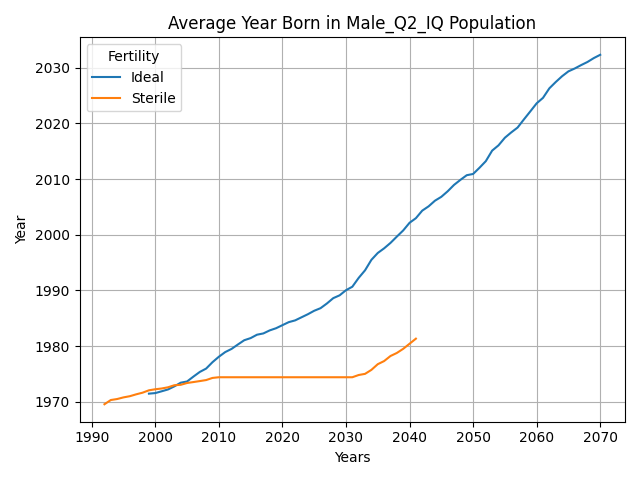 Average Year Born in Male_Q2_IQ Population
Fertility
Ideal
Sterile
2030
2020
2010
2000
1990
1980
1970
Year
1990 2000 2010 2020 2030 2040 2050 2060 2070
Years